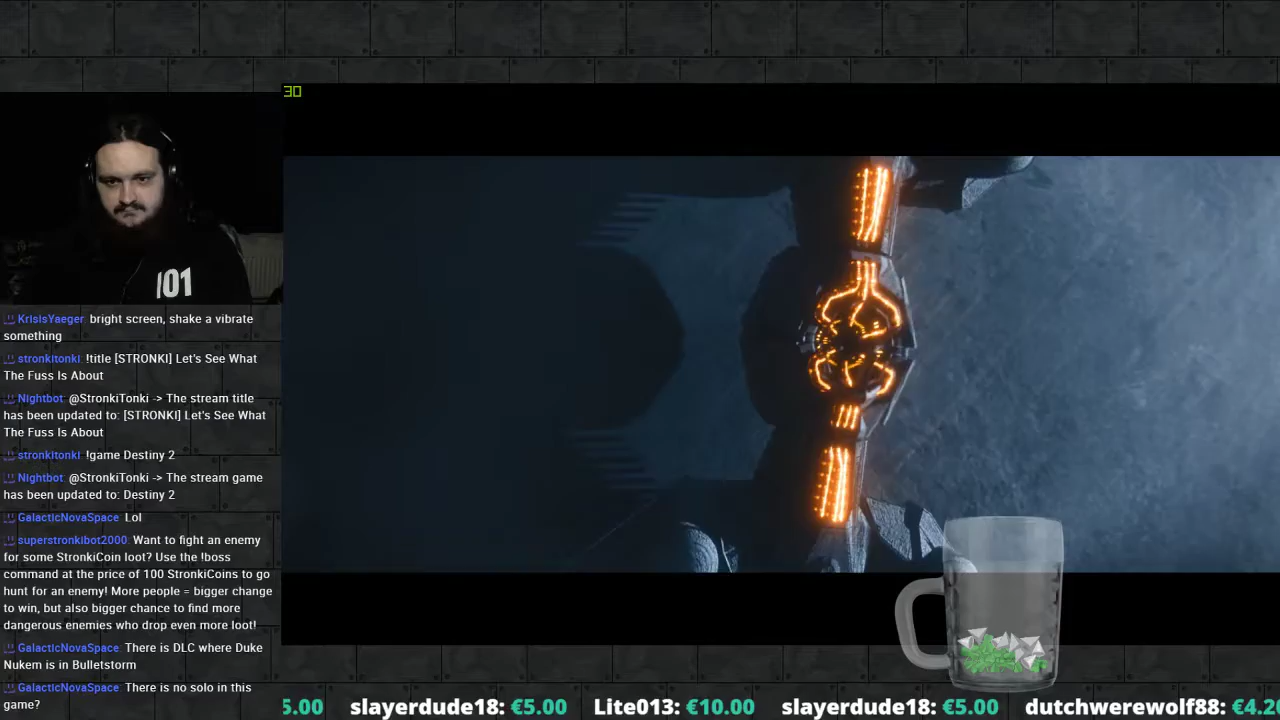 30
101
KrisisYaeger bright screen, shake a vibrate
something
stronkitonki !title [STRONKI] Let's See What
The Fuss Is About
Nightbot: @StronkiTonki -> The stream title
has been updated to: [STRONKI] Let's See What
The Fuss Is About
stronkitonki !game Destiny 2
Nightbot: @StronkiTonki -> The stream game
has been updated to: Destiny 2
GalacticNovaSpace Lol
superstronkibot2000: Want to fight an enemy
for some StronkiCoin loot? Use the !boss
command at the price of 100 StronkiCoins to go
hunt for an enemy! More people = bigger change
to win, but also bigger chance to find more
dangerous enemies who drop even more loot!
GalacticNovaSpace: There is DLC where Duke
Nukem is in Bulletstorm
GalacticNovaSpace: There is no solo in this
game?
5.00 slayerdude18: €5.00 Lite013: €10.00 slayerdude18: €5.00 dutchwerewolf88: €4.20